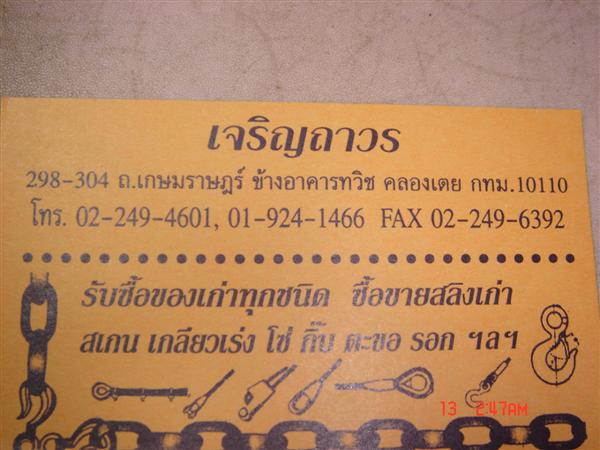 เจริญถาวร
298-304 ถ.เกษมราษฎร์ ข้างอาคารทวิช คลองเตย กทม.10110
โทร. 02-249-4601, 01-924-1466 FAX 02-249-6392
รับซื้อของเก่าทุกชนิด ซื้อขายสลิงเก่า
สเกน เกลียวเร่ง โซ่ กิ๊บ ตะขอ รอก ฯลฯ
13 2:47AM